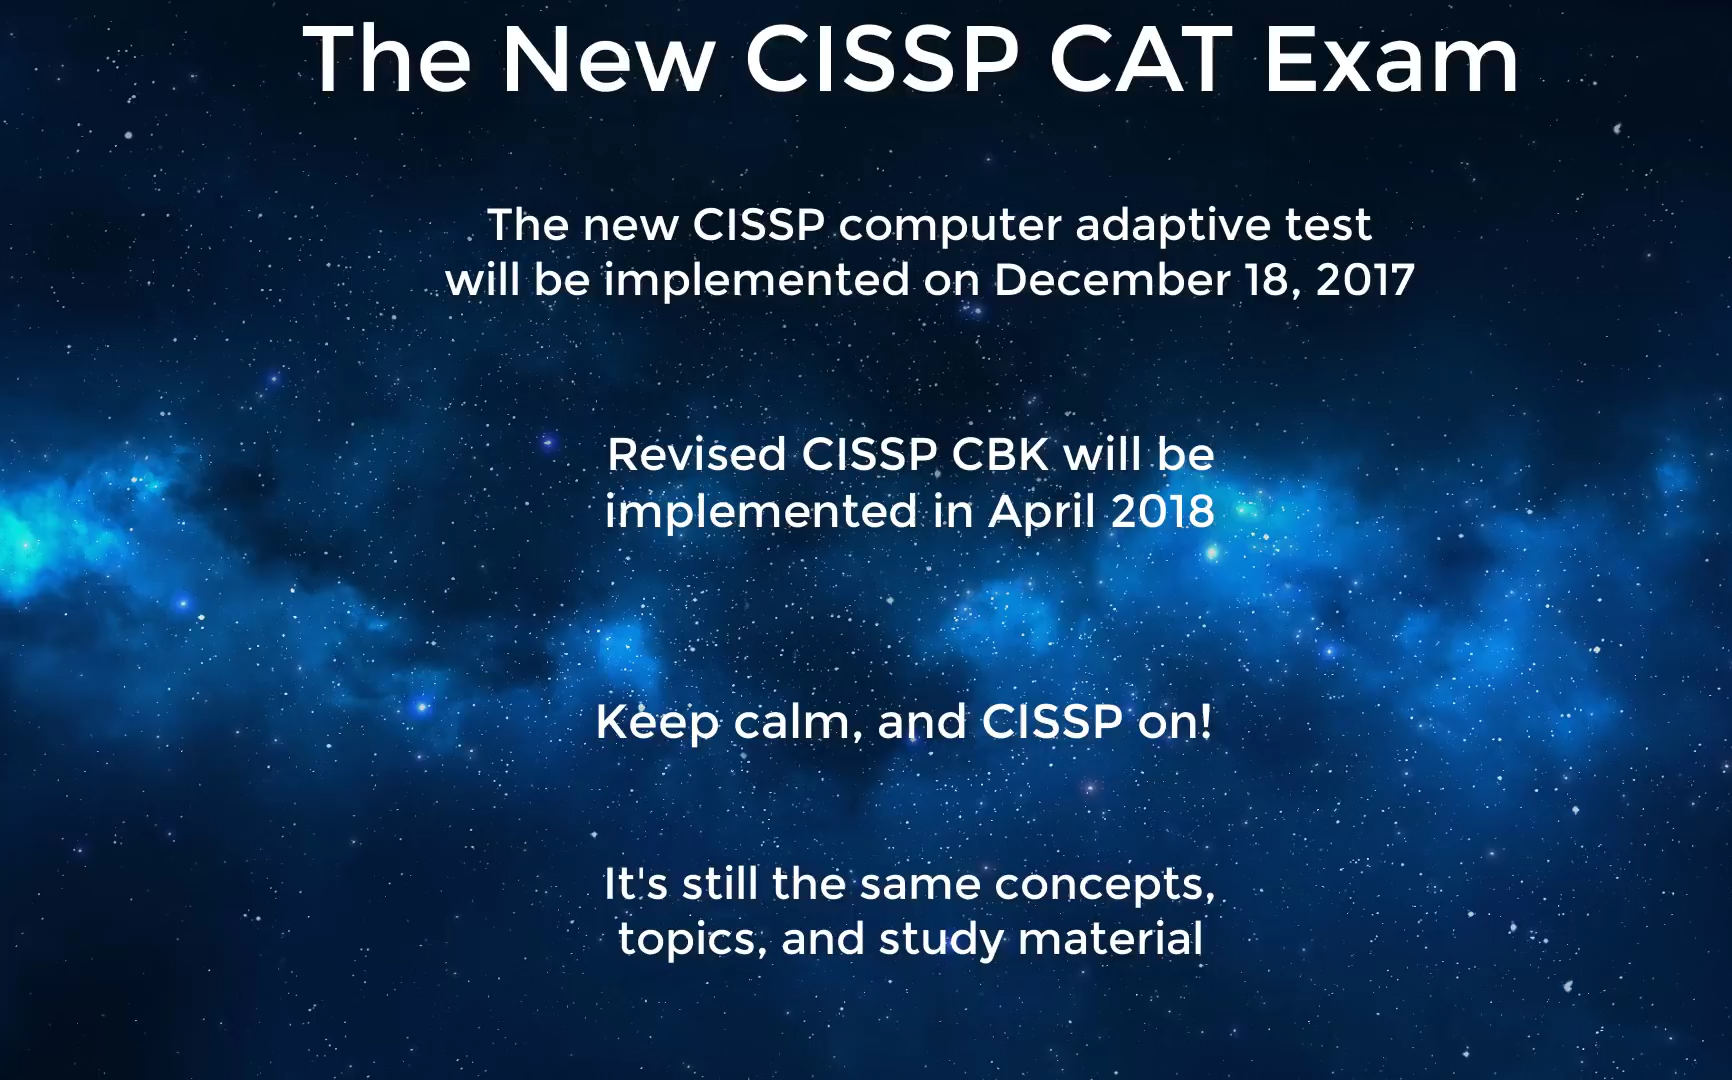 The New CISSP CAT Exam
The new CISSP computer adaptive test
will be implemented on December 18, 2017
Revised CISSP CBK will be
implemented in April 2018
Keep calm, and CISSP on!
It's still the same concepts,
topics, and study material